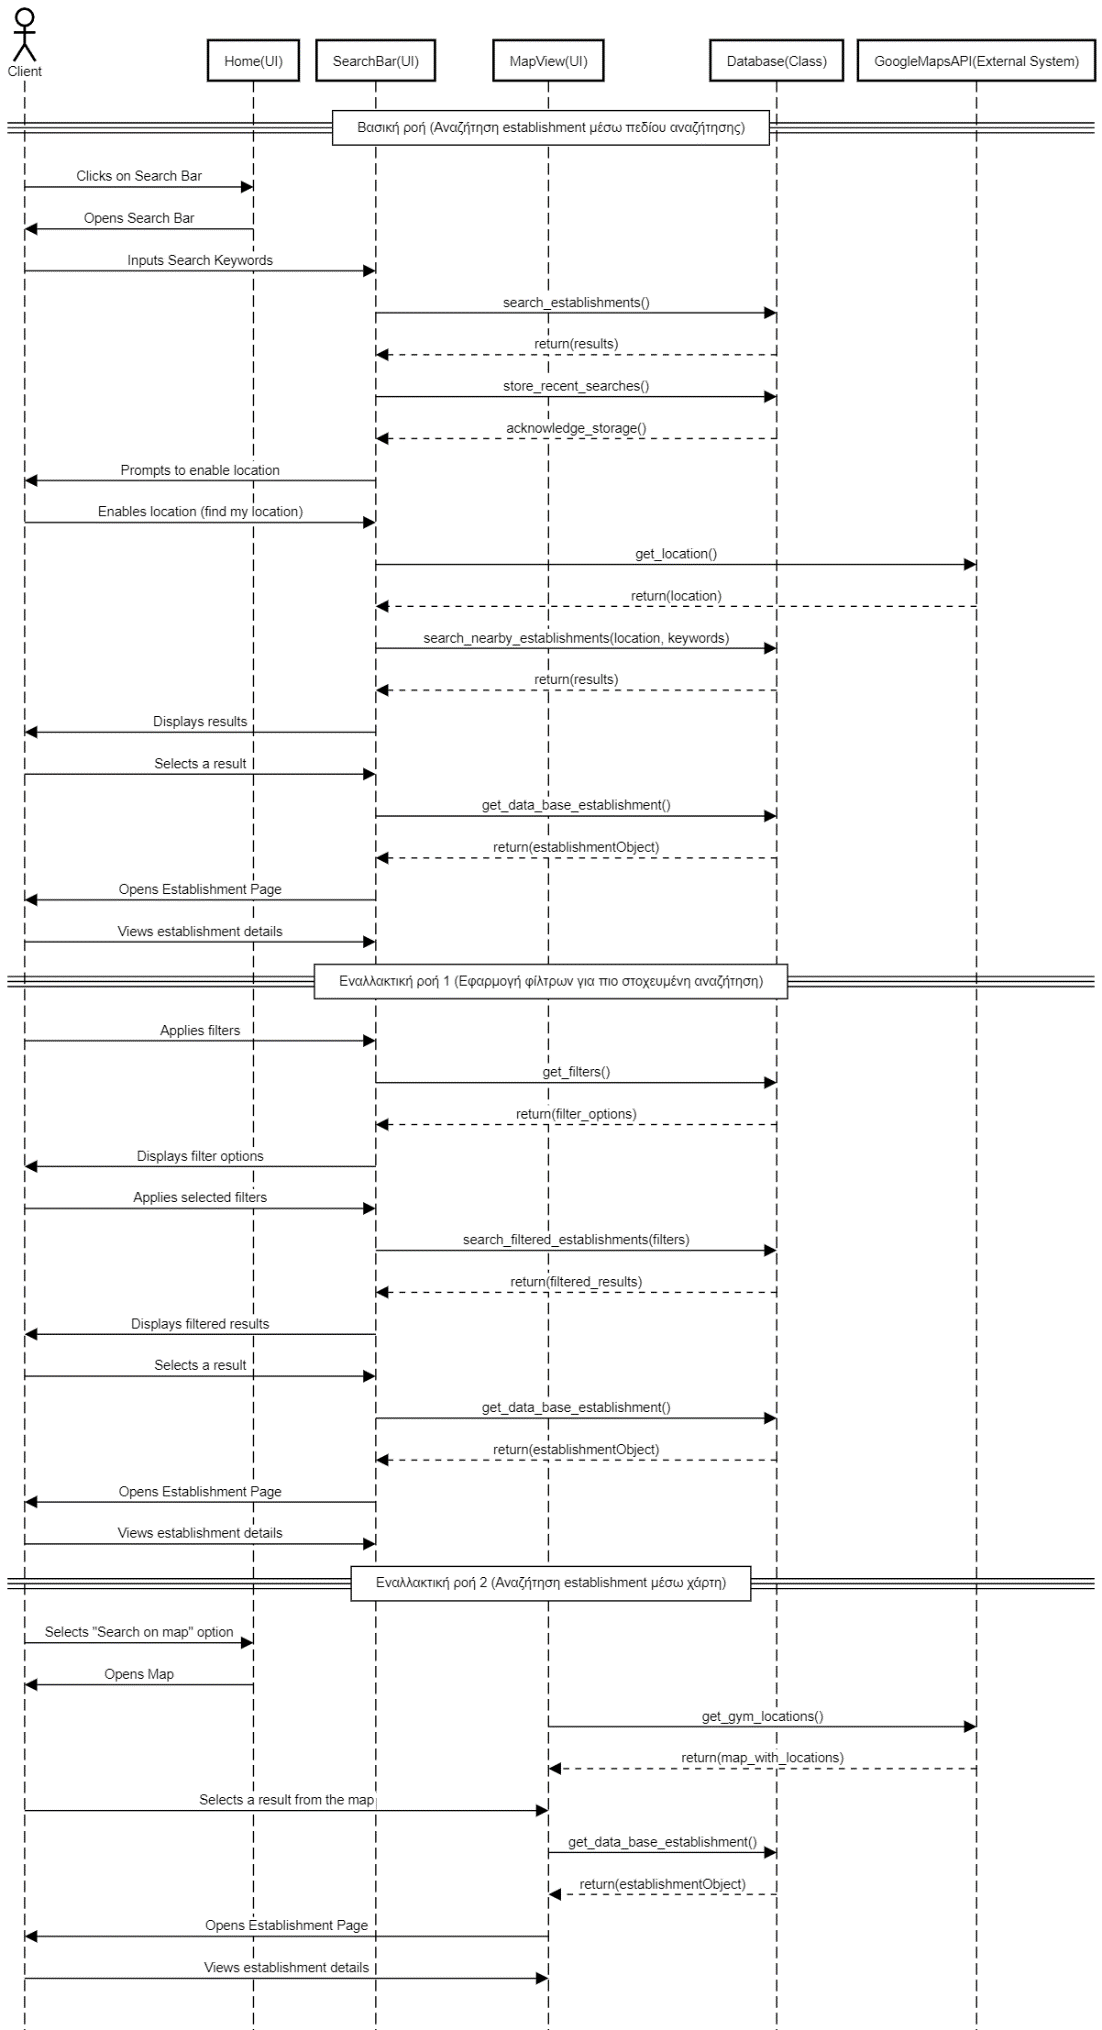 Client
Home(UI)
SearchBar(UI)
MapView(UI)
Database(Class)
GoogleMapsAPI(External System)
Βασική ροή (Αναζήτηση establishment μέσω πεδίου αναζήτησης)
Clicks on Search Bar
Opens Search Bar
Inputs Search Keywords
search_establishments()
return(results)
store_recent_searches()
acknowledge_storage()
Prompts to enable location
Enables location (find my location)
get_location()
return(location)
search_nearby_establishments(location, keywords)
return(results)
Displays results
Selects a result
get_data_base_establishment()
return(establishmentObject)
Opens Establishment Page
Views establishment details
Εναλλακτική ροή 1 (Εφαρμογή φίλτρων για πιο στοχευμένη αναζήτηση)
Applies filters
get_filters()
return(filter_options)
Displays filter options
Applies selected filters
search_filtered_establishments(filters)
return(filtered_results)
Displays filtered results
Selects a result
get_data_base_establishment()
return(establishmentObject)
Opens Establishment Page
Views establishment details
Εναλλακτική ροή 2 (Αναζήτηση establishment μέσω χάρτη)
Selects "Search on map" option
Opens Map
get_gym_locations()
return(map_with_locations)
Selects a result from the map
get_data_base_establishment()
return(establishmentObject)
Opens Establishment Page
Views establishment details